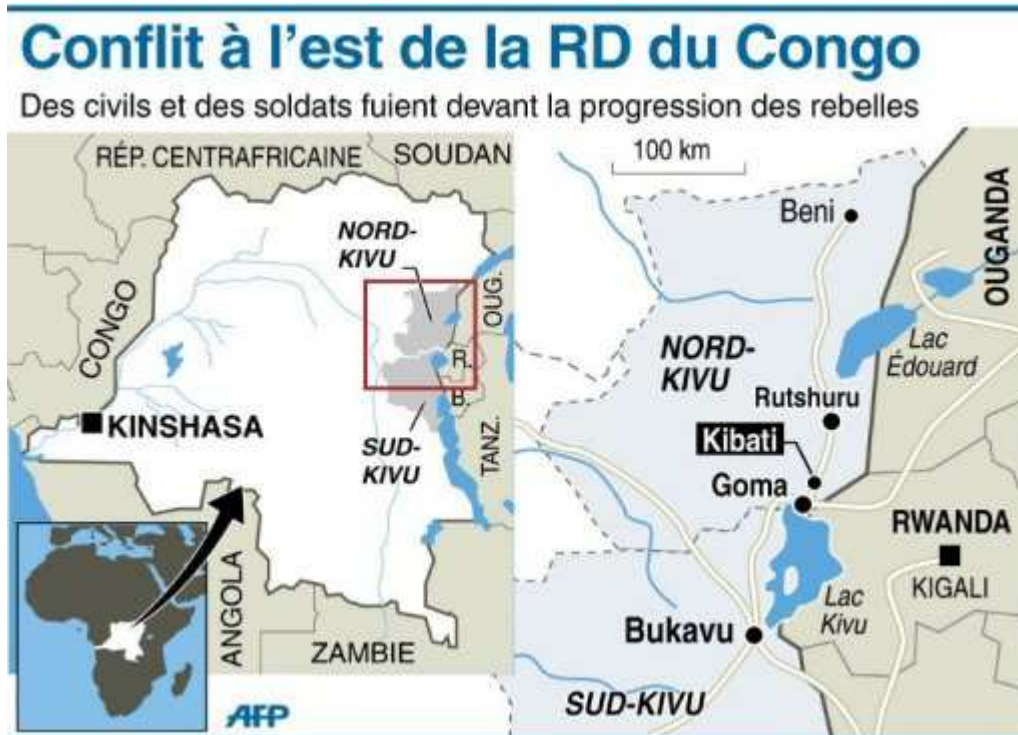 Conflit à l'est de la RD du Congo
Des civils et des soldats fuient devant la progression des rebelles
RÉP. CENTRAFRICAINE
SOUDAN
NORD-
KIVU
CONGO
OUG.
R.
B.
KINSHASA
SUD-
KIVU
TANZ.
ANGOLA
ZAMBIE
AFP
100 km
Beni
OUGANDA
Lac
Édouard
NORD-
KIVU
Rutshuru
Kibati
Goma
RWANDA
KIGALI
Lac
Kivu
Bukavu
SUD-KIVU